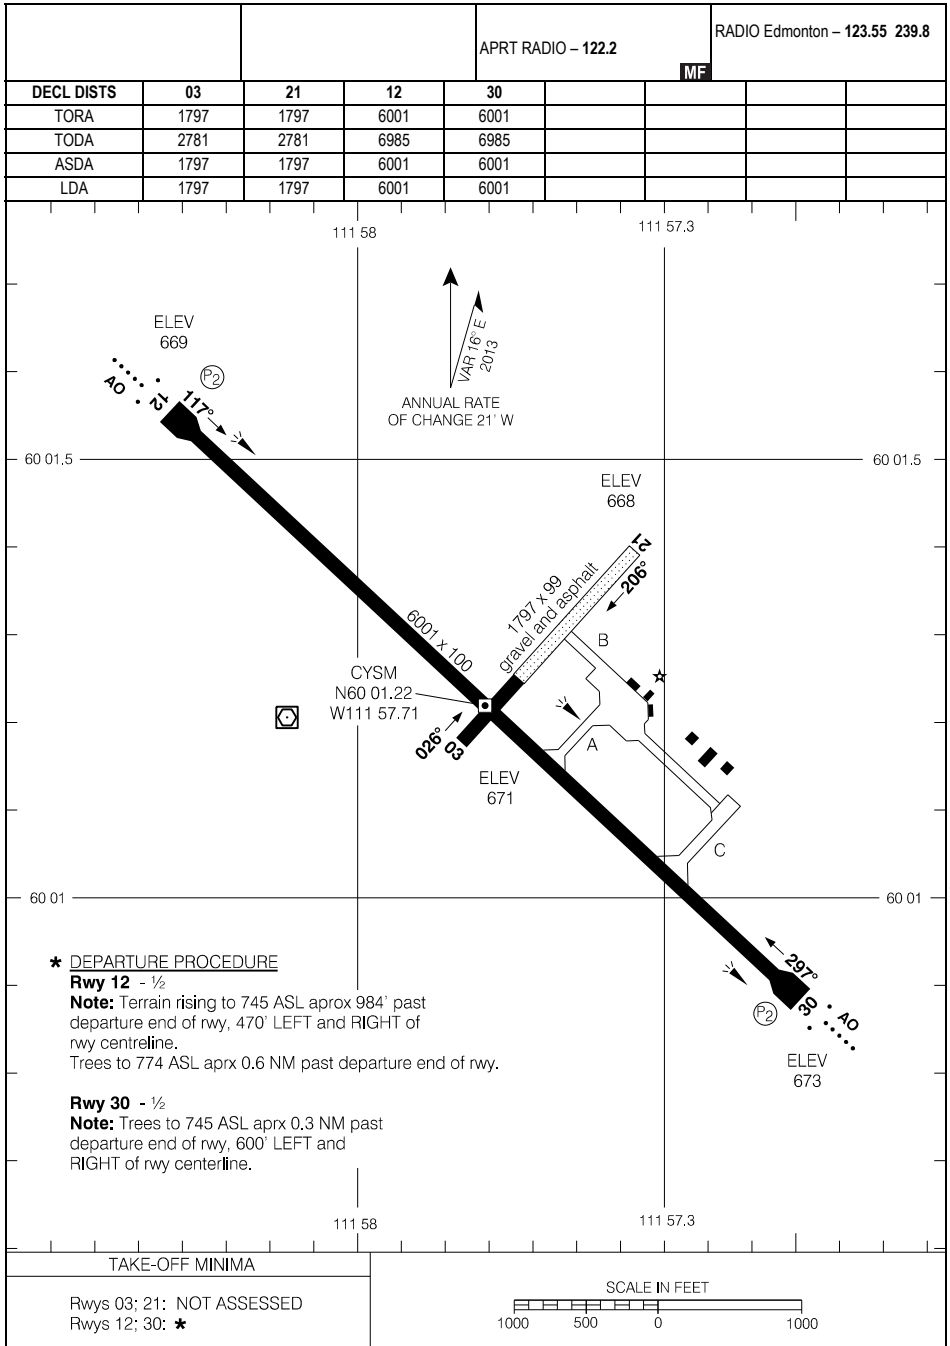 APRT RADIO – 122.2
MF
RADIO Edmonton – 123.55 239.8
DECL DISTS 03 21 12 30
TORA 1797 1797 6001 6001
TODA 2781 2781 6985 6985
ASDA 1797 1797 6001 6001
LDA 1797 1797 6001 6001
111 58
111 57.3
ELEV
669
P2
AO
12
117°
VAR 16° E
2013
ANNUAL RATE
OF CHANGE 21' W
60 01.5
60 01.5
ELEV
668
21
206°
1797 x 99
gravel and asphalt
6001 x 100
B
CYSM
N60 01.22
W111 57.71
026°
03
A
ELEV
671
C
60 01
60 01
297°
P2
30
AO
ELEV
673
* DEPARTURE PROCEDURE
Rwy 12 - ½
Note: Terrain rising to 745 ASL aprox 984' past
departure end of rwy, 470' LEFT and RIGHT of
rwy centreline.
Trees to 774 ASL aprx 0.6 NM past departure end of rwy.
Rwy 30 - ½
Note: Trees to 745 ASL aprx 0.3 NM past
departure end of rwy, 600' LEFT and
RIGHT of rwy centerline.
111 58
111 57.3
TAKE-OFF MINIMA
Rwys 03; 21: NOT ASSESSED
Rwys 12; 30: *
SCALE IN FEET
1000 500 0 1000